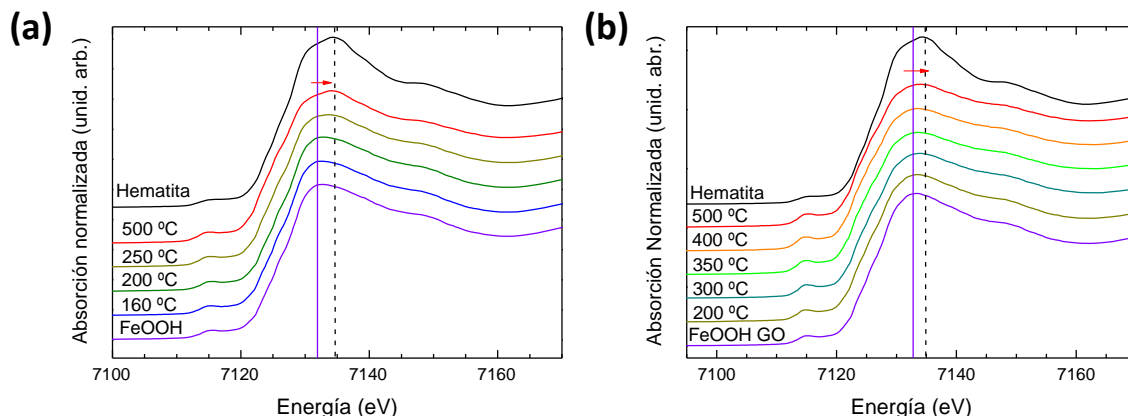 (a)
Absorción normalizada (unid. arb.)
Hematita
500 ºC
250 ºC
200 ºC
160 ºC
FeOOH
7100 7120 7140 7160
Energía (eV)
(b)
Absorción Normalizada (unid. abr.)
Hematita
500 ºC
400 ºC
350 ºC
300 ºC
200 ºC
FeOOH GO
7100 7120 7140 7160
Energía (eV)